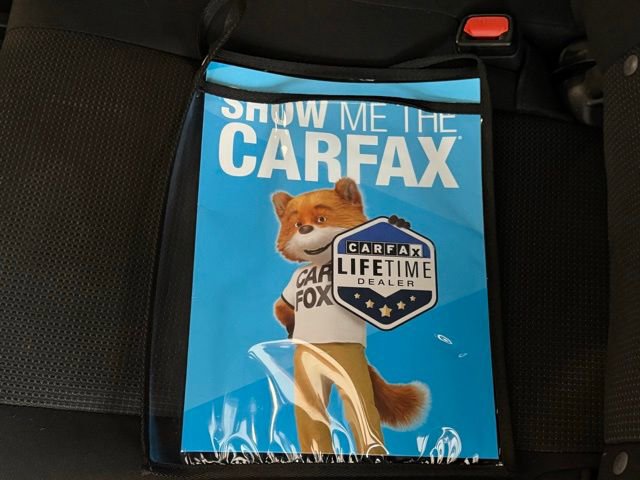 SHOW ME THE
CARFAX®
CAR
FOX
CARFAX
LIFETIME
DEALER